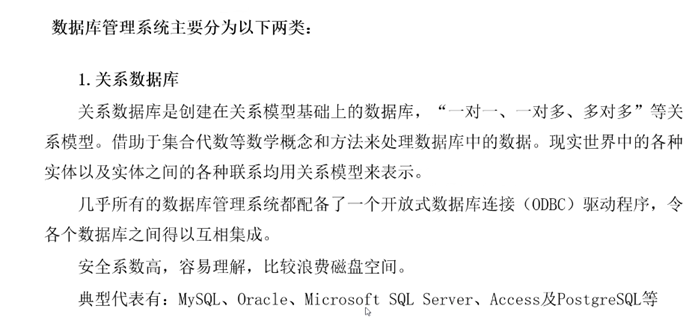 数据库管理系统主要分为以下两类：
1.关系数据库
关系数据库是创建在关系模型基础上的数据库，“一对一、一对多、多对多”等关
系模型。借助于集合代数等数学概念和方法来处理数据库中的数据。现实世界中的各种
实体以及实体之间的各种联系均用关系模型来表示。
几乎所有的数据库管理系统都配备了一个开放式数据库连接（ODBC）驱动程序，令
各个数据库之间得以互相集成。
安全系数高，容易理解，比较浪费磁盘空间。
典型代表有：MySQL、Oracle、Microsoft SQL Server、Access及PostgreSQL等